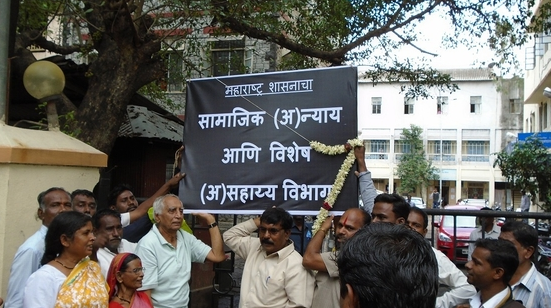 महाराष्ट्र शासनाचा
सामाजिक (अ)न्याय
आणि विशेष
(अ)सहाय्य विभाग